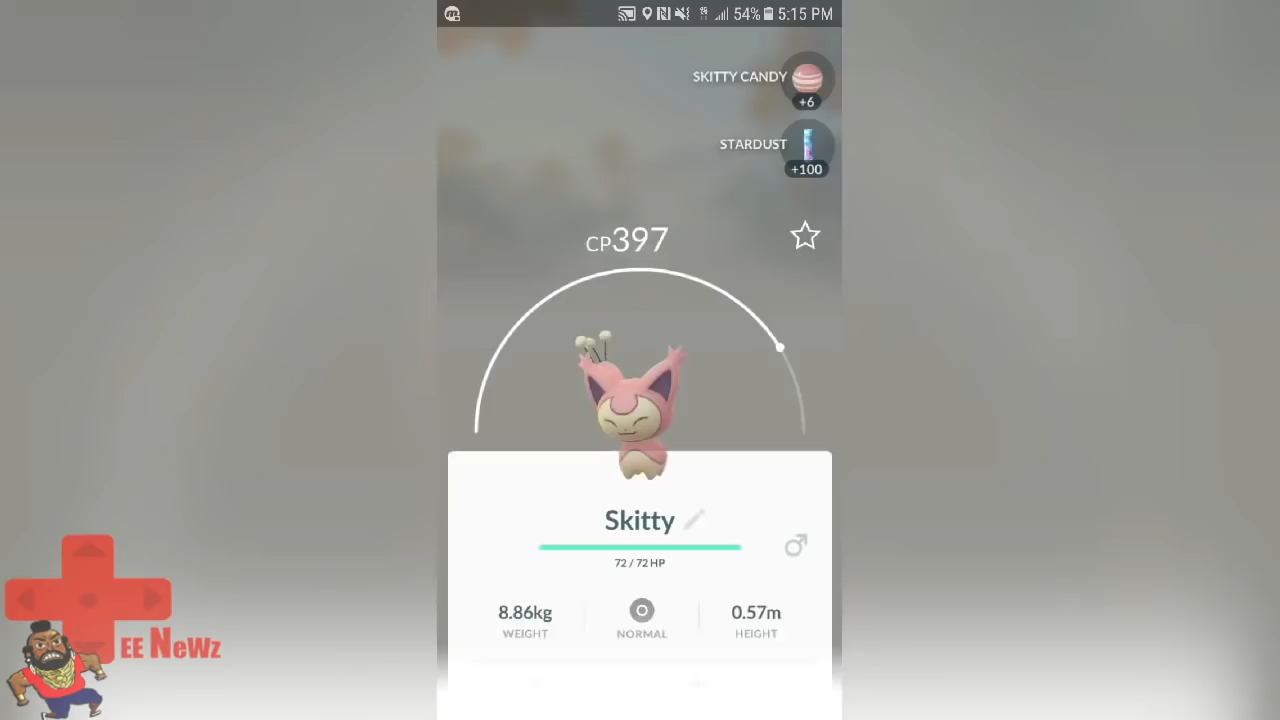 54% 5:15 PM
SKITTY CANDY
+6
STARDUST
+100
CP397
Skitty
72 / 72 HP
8.86kg
WEIGHT
NORMAL
0.57m
HEIGHT
EE NeWz